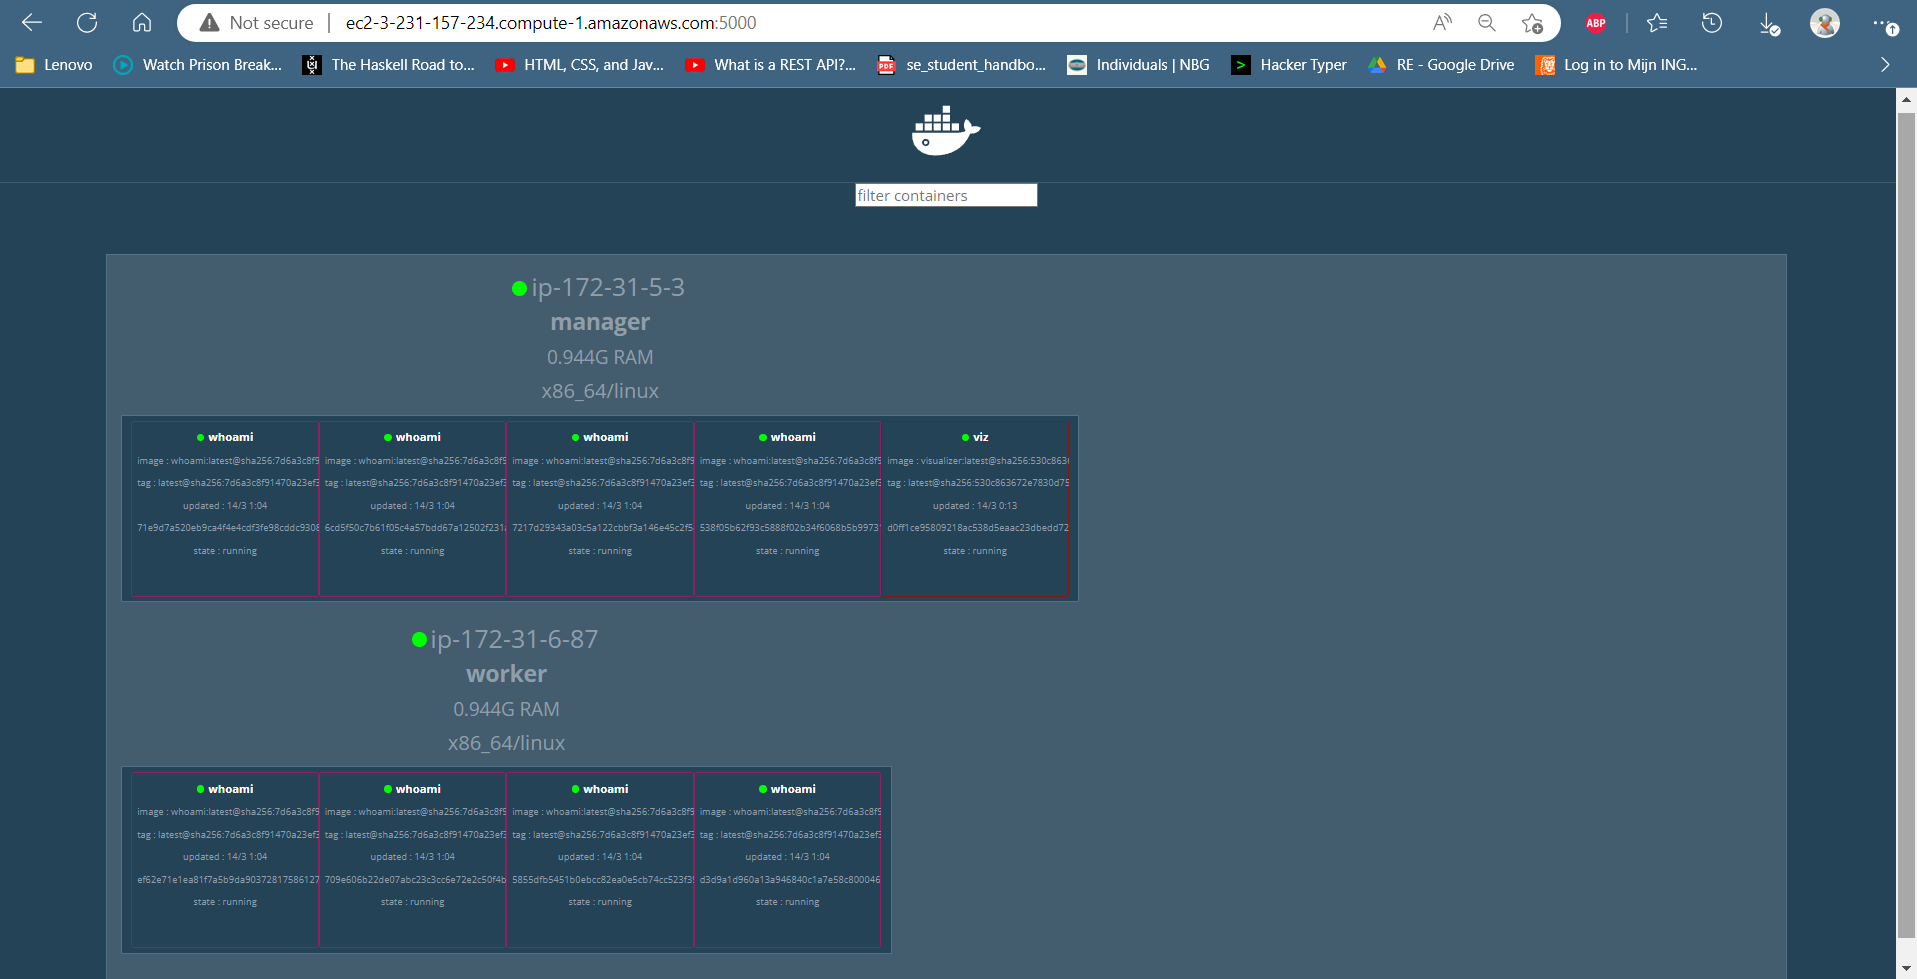 Not secure ec2-3-231-157-234.compute-1.amazonaws.com:5000
Lenovo Watch Prison Break... The Haskell Road to... HTML, CSS, and Jav... What is a REST API?... se_student_handbo... Individuals | NBG Hacker Typer RE - Google Drive Log in to Mijn ING...
ABP
PDF
filter containers
ip-172-31-5-3
manager
0.944G RAM
x86_64/linux
whoami whoami whoami whoami viz
image : whoami:latest@sha256:7d6a3c8f9 image : whoami:latest@sha256:7d6a3c8f9 image : whoami:latest@sha256:7d6a3c8f9 image : whoami:latest@sha256:7d6a3c8f9 image : visualizer:latest@sha256:530c863
tag : latest@sha256:7d6a3c8f91470a23ef3 tag : latest@sha256:7d6a3c8f91470a23ef3 tag : latest@sha256:7d6a3c8f91470a23ef3 tag : latest@sha256:7d6a3c8f91470a23ef3 tag : latest@sha256:530c863672e7830d75
updated : 14/3 1:04 updated : 14/3 1:04 updated : 14/3 1:04 updated : 14/3 1:04 updated : 14/3 0:13
71e9d7a520eb9ca4f4e4cdf3fe98cddc9308 6cd5f50c7b61f05c4a57bdd67a12502f231a 7217d29343a03c5a122cbbf3a146e45c2f5 538f05b62f93c5888f02b34f6068b5b9973 d0ff1ce95809218ac538d5eaac23dbedd72
state : running state : running state : running state : running state : running
ip-172-31-6-87
worker
0.944G RAM
x86_64/linux
whoami whoami whoami whoami
image : whoami:latest@sha256:7d6a3c8f9 image : whoami:latest@sha256:7d6a3c8f9 image : whoami:latest@sha256:7d6a3c8f9 image : whoami:latest@sha256:7d6a3c8f9
tag : latest@sha256:7d6a3c8f91470a23ef3 tag : latest@sha256:7d6a3c8f91470a23ef3 tag : latest@sha256:7d6a3c8f91470a23ef3 tag : latest@sha256:7d6a3c8f91470a23ef3
updated : 14/3 1:04 updated : 14/3 1:04 updated : 14/3 1:04 updated : 14/3 1:04
ef62e71e1ea81f7a5b9da90372817586127 709e606b22de07abc23c3cc6e72e2c50f4b 5855dfb5451b0ebcc82ea0e5cb74cc523f39 d3d9a1d960a13a946840c1a7e58c800046
state : running state : running state : running state : running